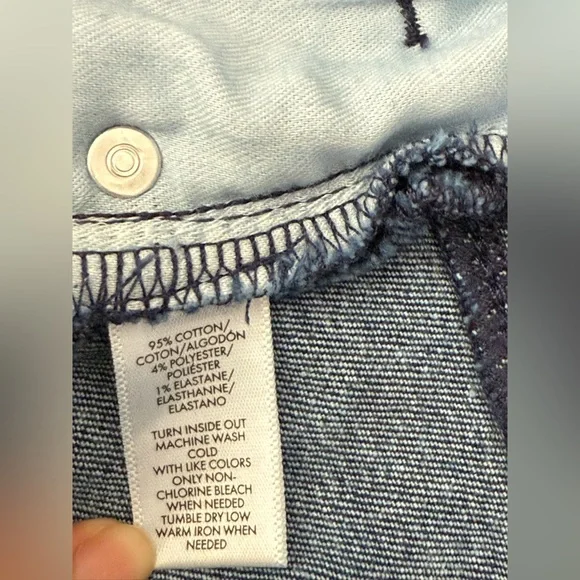 95% COTTON/
COTON/ALGODÓN
4% POLYESTER/
POLIÉSTER
1% ELASTANE/
ELASTHANNE/
ELASTANO
TURN INSIDE OUT
MACHINE WASH
COLD
WITH LIKE COLORS
ONLY NON-
CHLORINE BLEACH
WHEN NEEDED
TUMBLE DRY LOW
WARM IRON WHEN
NEEDED